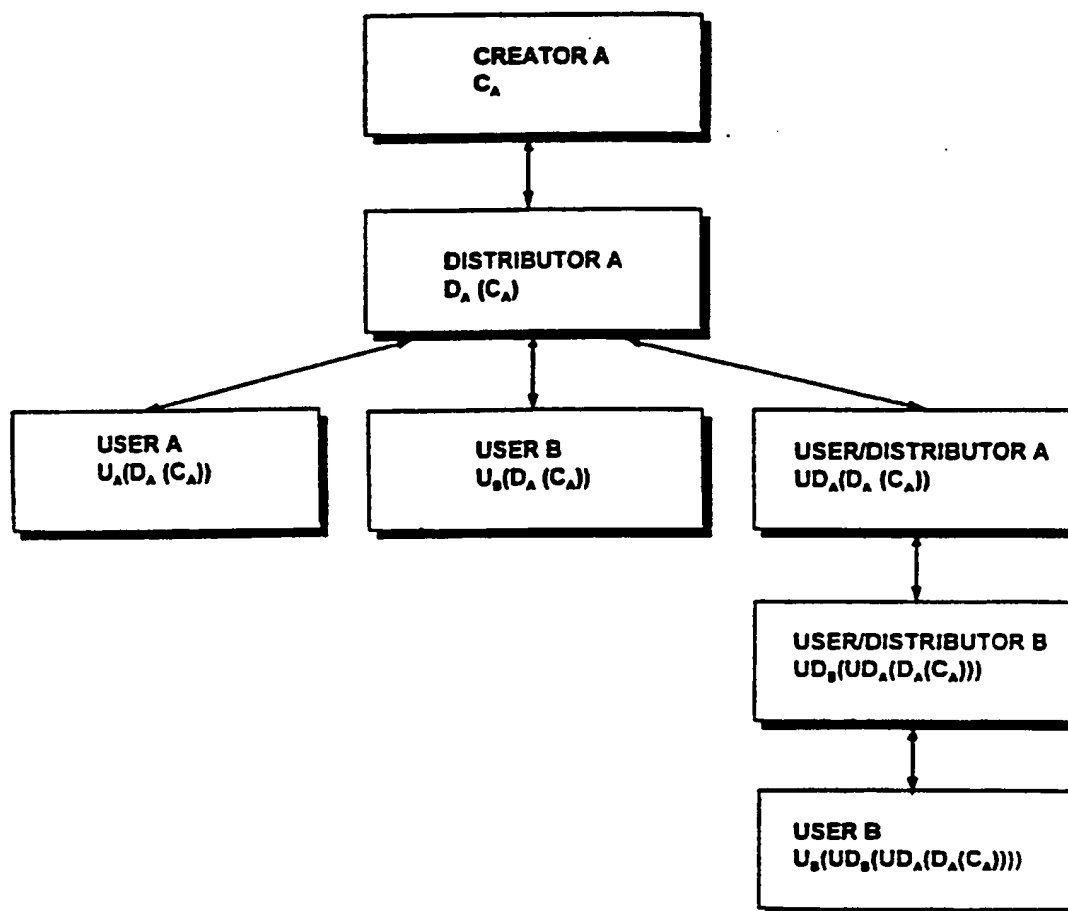 CREATOR A
C_A
DISTRIBUTOR A
D_A (C_A)
USER A
U_A(D_A (C_A))
USER B
U_B(D_A (C_A))
USER/DISTRIBUTOR A
UD_A(D_A (C_A))
USER/DISTRIBUTOR B
UD_B(UD_A(D_A(C_A)))
USER B
U_B(UD_B(UD_A(D_A(C_A))))